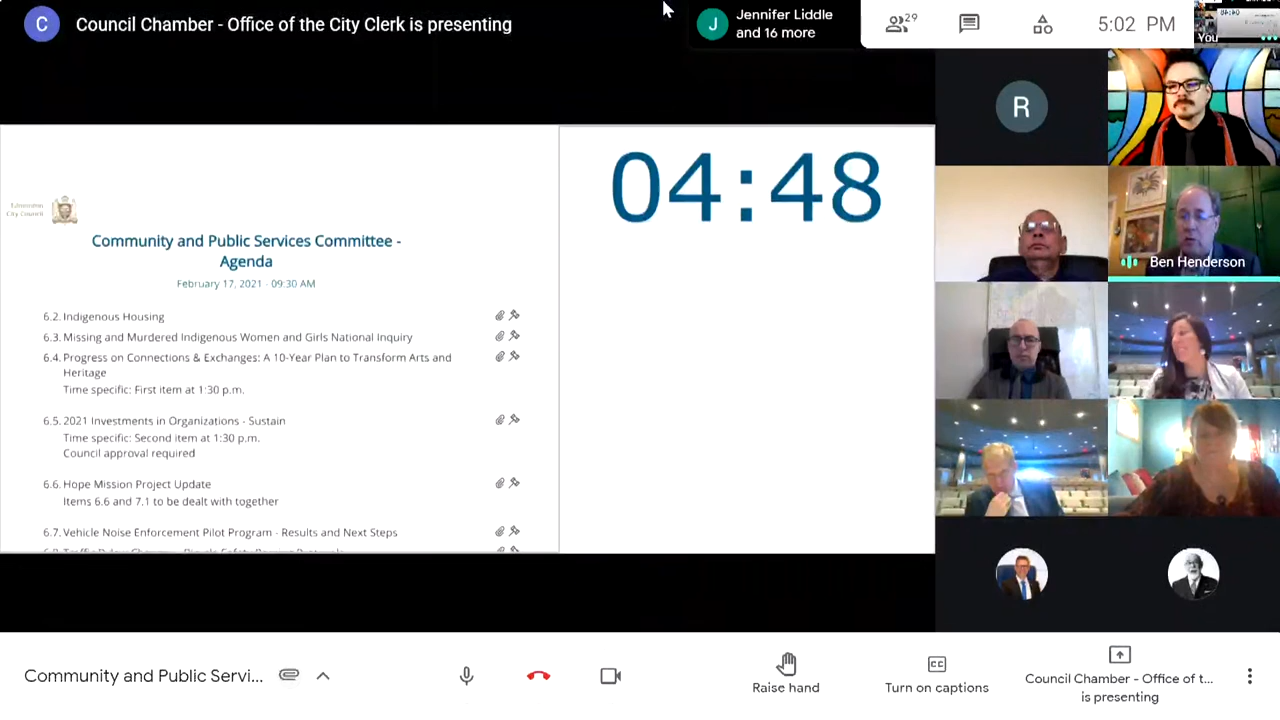 C
Council Chamber - Office of the City Clerk is presenting
J
Jennifer Liddle
and 16 more
29
5:02 PM
You
R
04:48
Edmonton
City Council
Community and Public Services Committee -
Agenda
February 17, 2021 - 09:30 AM
6.2. Indigenous Housing
6.3. Missing and Murdered Indigenous Women and Girls National Inquiry
6.4. Progress on Connections & Exchanges: A 10-Year Plan to Transform Arts and
Heritage
Time specific: First item at 1:30 p.m.
6.5. 2021 Investments in Organizations - Sustain
Time specific: Second item at 1:30 p.m.
Council approval required
6.6. Hope Mission Project Update
Items 6.6 and 7.1 to be dealt with together
6.7. Vehicle Noise Enforcement Pilot Program - Results and Next Steps
Ben Henderson
Community and Public Servi...
Raise hand
CC
Turn on captions
Council Chamber - Office of t...
is presenting